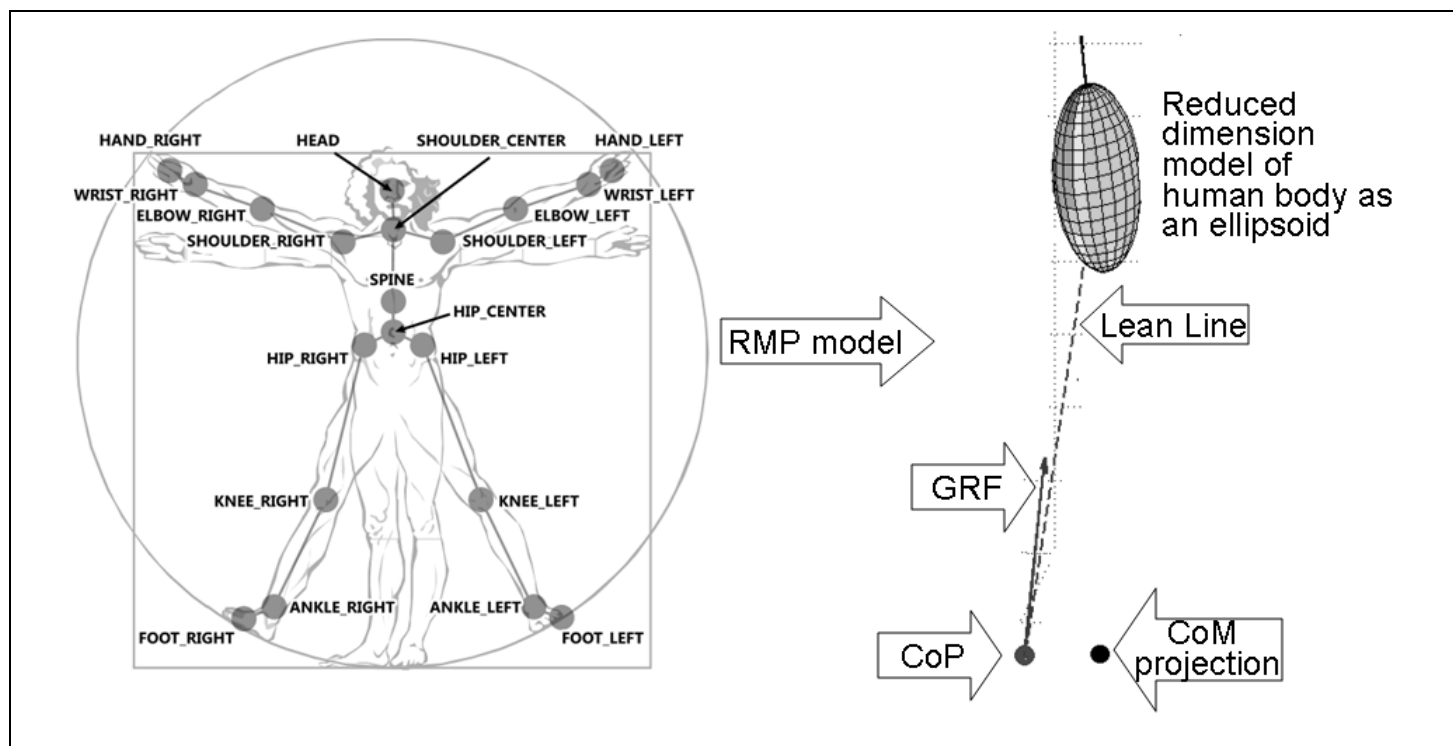 HAND_RIGHT
HEAD
SHOULDER_CENTER
HAND_LEFT
WRIST_RIGHT
WRIST_LEFT
ELBOW_RIGHT
ELBOW_LEFT
SHOULDER_RIGHT
SHOULDER_LEFT
SPINE
HIP_CENTER
HIP_RIGHT
HIP_LEFT
KNEE_RIGHT
KNEE_LEFT
ANKLE_RIGHT
ANKLE_LEFT
FOOT_RIGHT
FOOT_LEFT
RMP model
Reduced
dimension
model of
human body as
an ellipsoid
Lean Line
GRF
CoP
CoM
projection